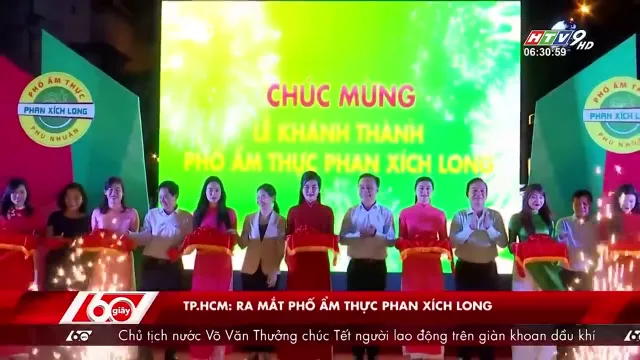 HTV9 HD
06:30:59
PHỐ ẨM THỰC
PHAN XÍCH LONG
PHÚ NHUẬN
CHÚC MỪNG
LỄ KHÁNH THÀNH
PHỐ ẨM THỰC PHAN XÍCH LONG
PHỐ ẨM THỰC
PHAN XÍCH LONG
PHÚ NHUẬN
60 giây
TP.HCM: RA MẮT PHỐ ẨM THỰC PHAN XÍCH LONG
60
Chủ tịch nước Võ Văn Thưởng chúc Tết người lao động trên giàn khoan dầu khí
60